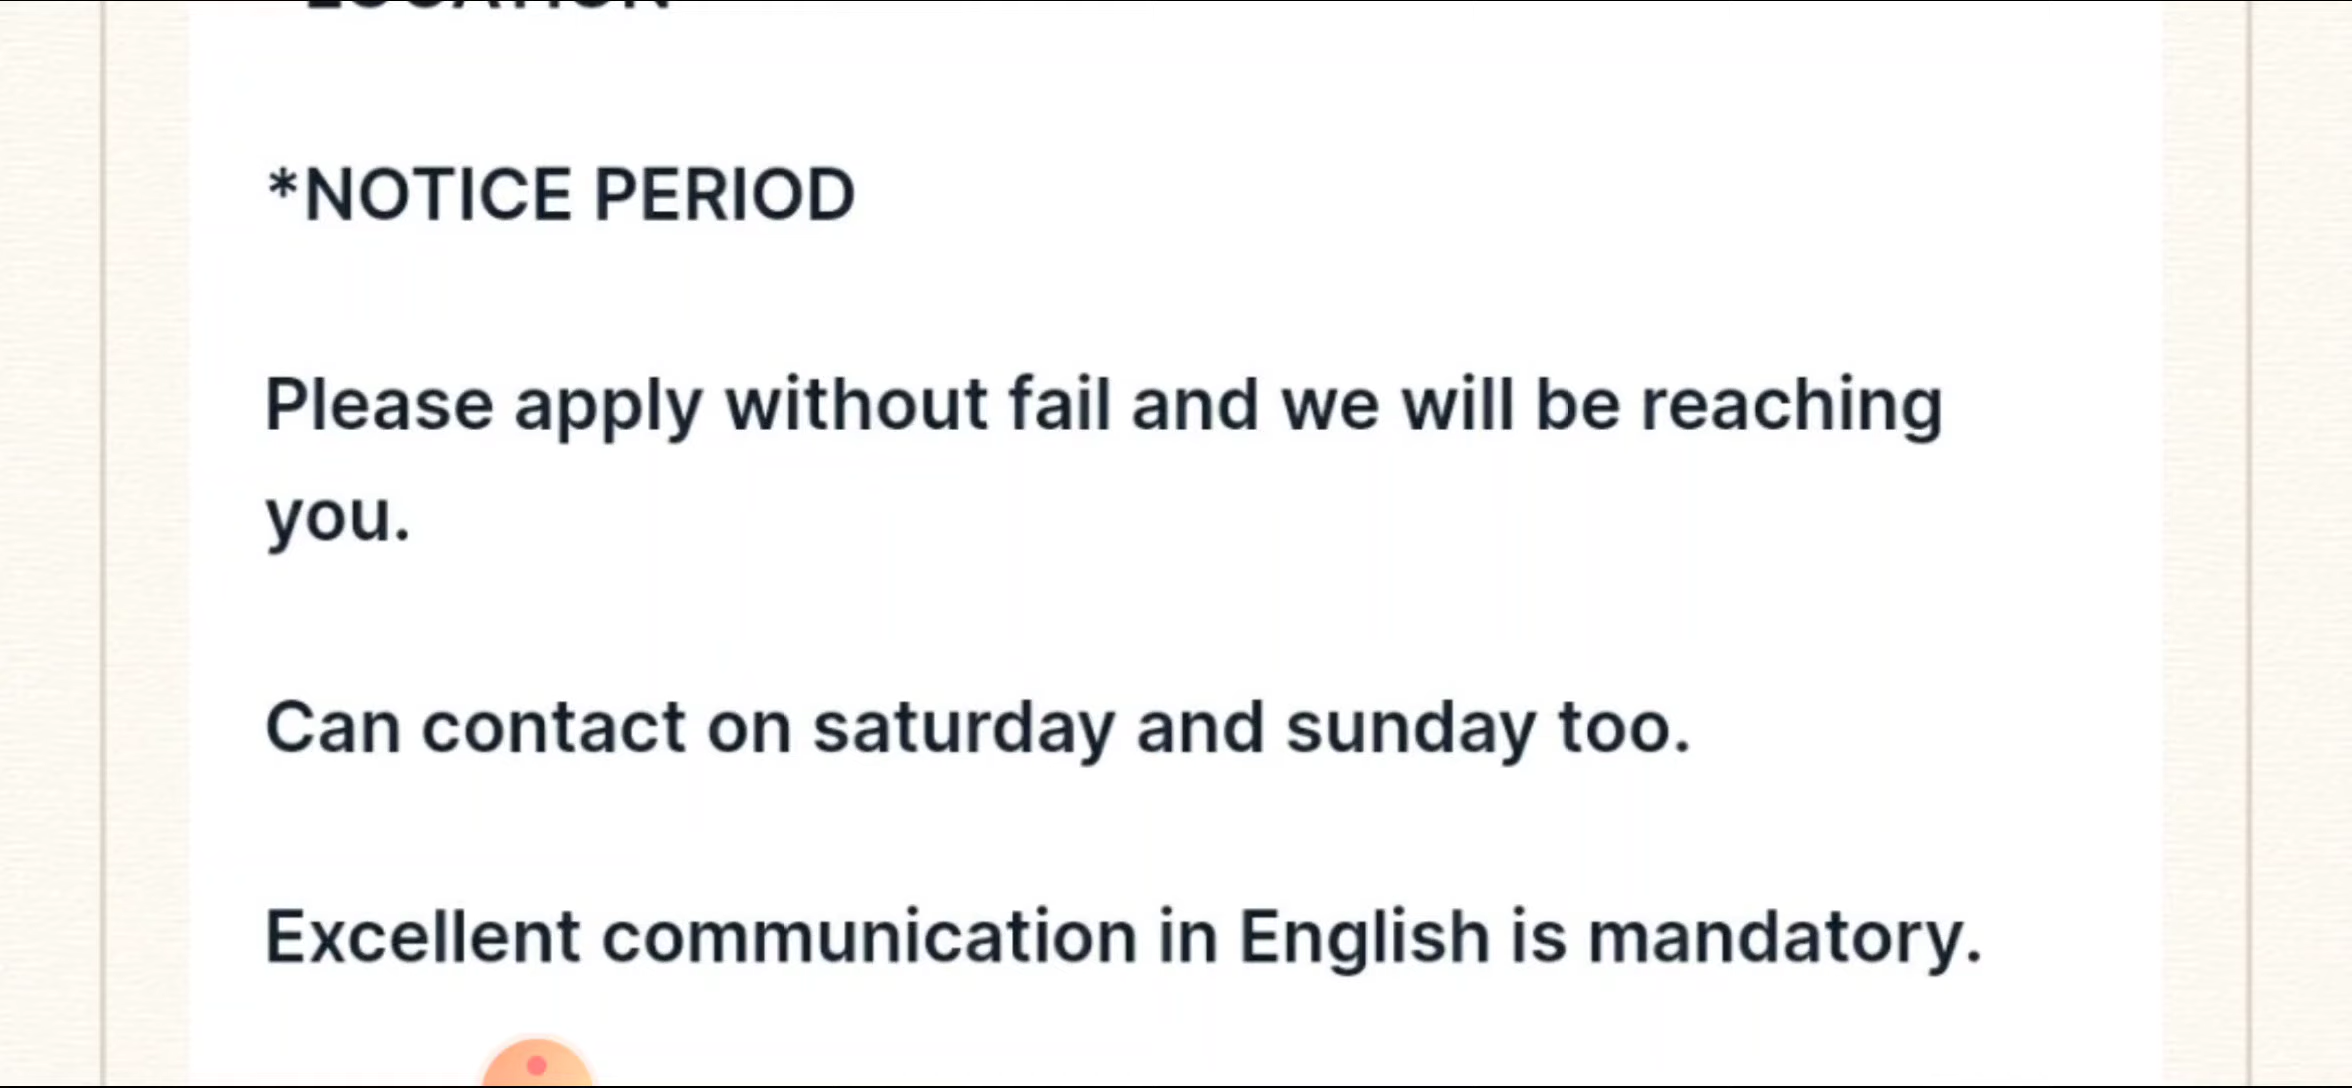 *LOCATION
*NOTICE PERIOD
Please apply without fail and we will be reaching
you.
Can contact on saturday and sunday too.
Excellent communication in English is mandatory.